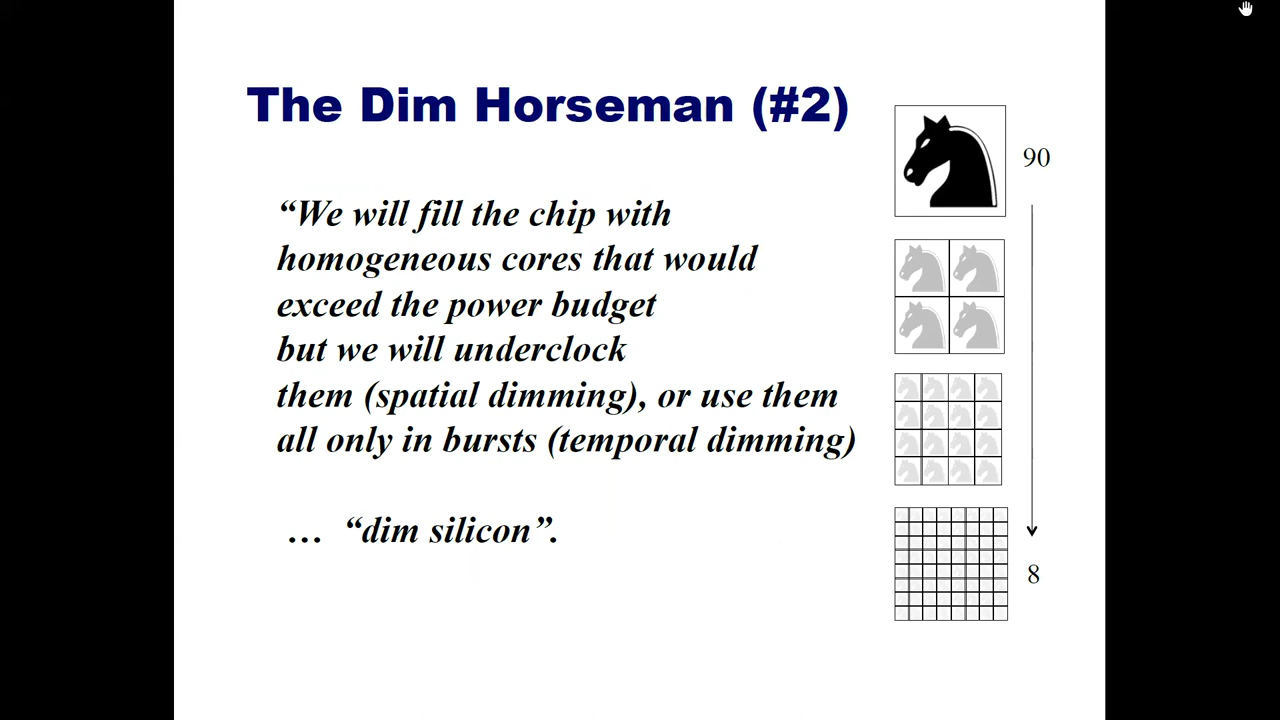 The Dim Horseman (#2)
“We will fill the chip with
homogeneous cores that would
exceed the power budget
but we will underclock
them (spatial dimming), or use them
all only in bursts (temporal dimming)
… “dim silicon”.
90
8